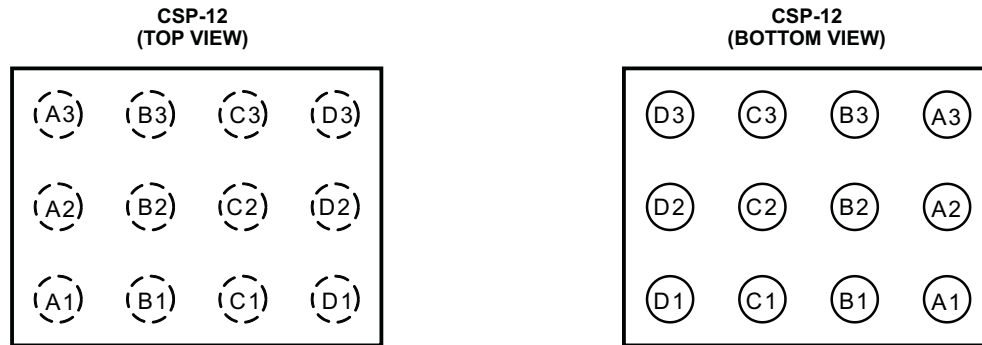 CSP-12
(TOP VIEW)
A3 B3 C3 D3
A2 B2 C2 D2
A1 B1 C1 D1
CSP-12
(BOTTOM VIEW)
D3 C3 B3 A3
D2 C2 B2 A2
D1 C1 B1 A1